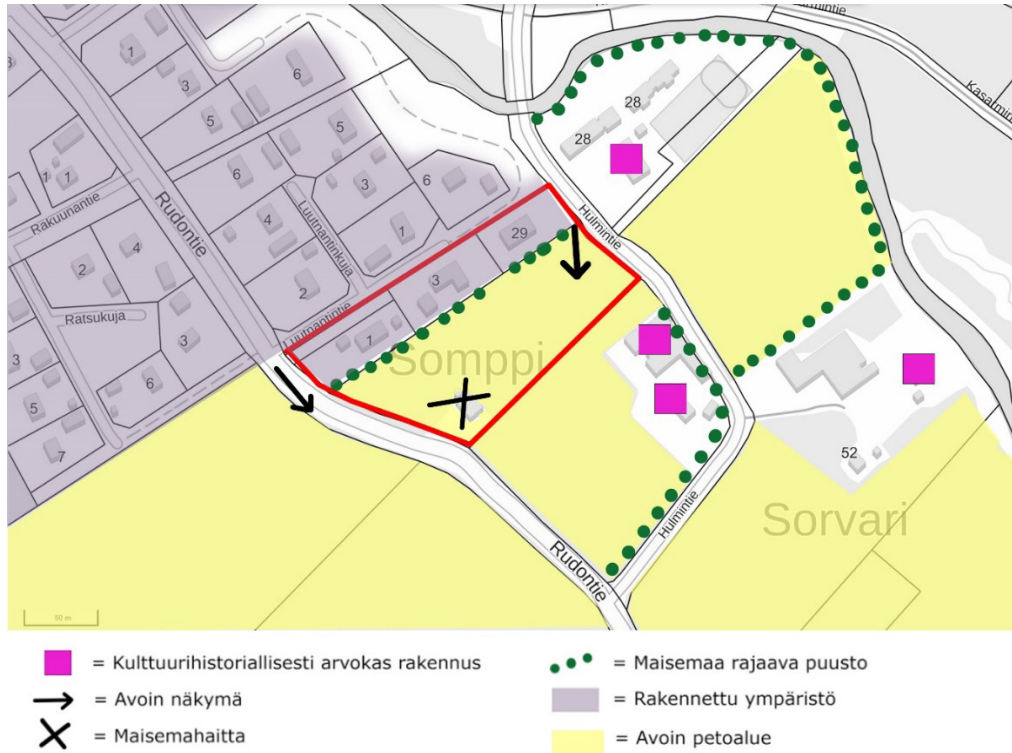 Kasarmintie
1
3
6
5
28
28
5
6
3
6
1
1
Rakuunantie
Rudontie
4
4
Luutnantinkuja
1
29
Hulmintie
2
2
3
Ratsukuja
Luutnantintie
1
3
3
6
5
7
Somppi
52
Sorvari
Hulmintie
Rudontie
50 m
= Kulttuurihistoriallisesti arvokas rakennus
= Maisemaa rajaava puusto
= Avoin näkymä
= Rakennettu ympäristö
= Maisemahaitta
= Avoin petoalue